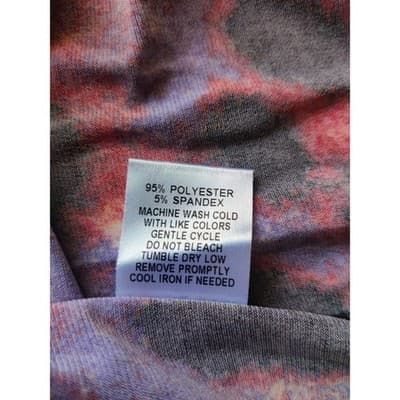 95% POLYESTER
5% SPANDEX
MACHINE WASH COLD
WITH LIKE COLORS
GENTLE CYCLE
DO NOT BLEACH
TUMBLE DRY LOW
REMOVE PROMPTLY
COOL IRON IF NEEDED